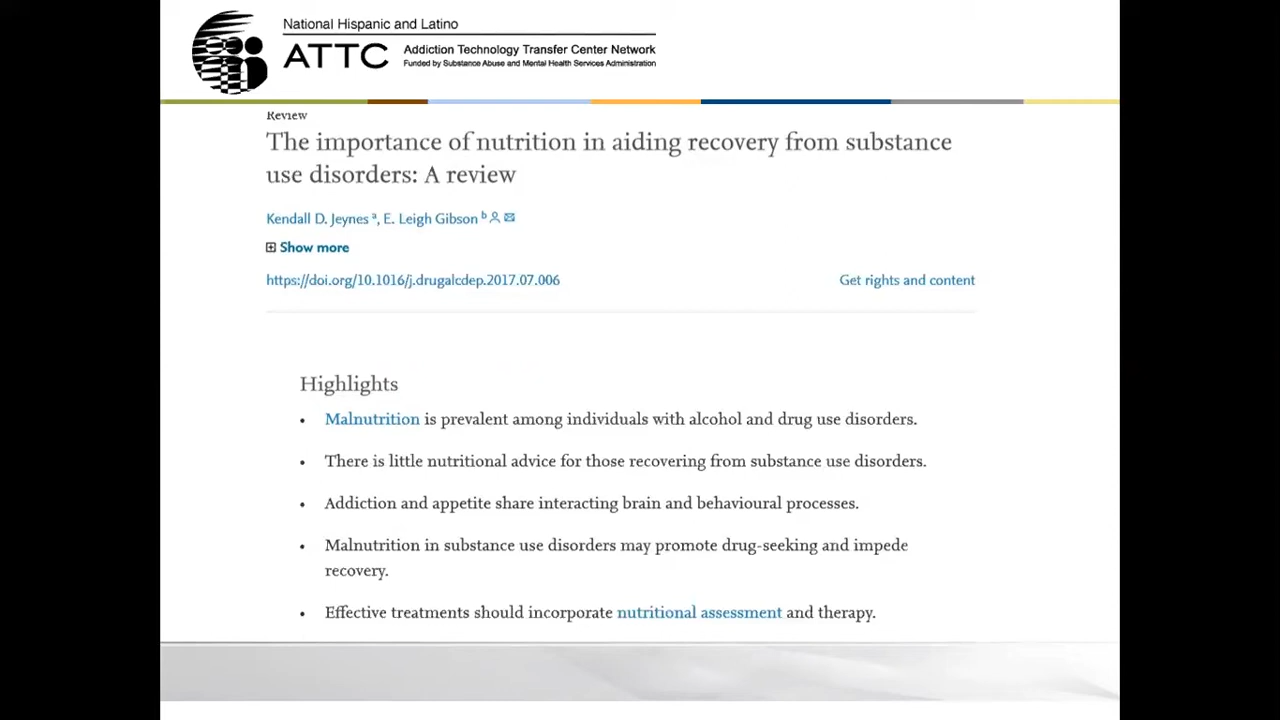 National Hispanic and Latino
ATTC
Addiction Technology Transfer Center Network
Funded by Substance Abuse and Mental Health Services Administration
Review
The importance of nutrition in aiding recovery from substance
use disorders: A review
Kendall D. Jeynes a, E. Leigh Gibson b
Show more
https://doi.org/10.1016/j.drugalcdep.2017.07.006
Get rights and content
Highlights
• Malnutrition is prevalent among individuals with alcohol and drug use disorders.
• There is little nutritional advice for those recovering from substance use disorders.
• Addiction and appetite share interacting brain and behavioural processes.
• Malnutrition in substance use disorders may promote drug-seeking and impede
recovery.
• Effective treatments should incorporate nutritional assessment and therapy.